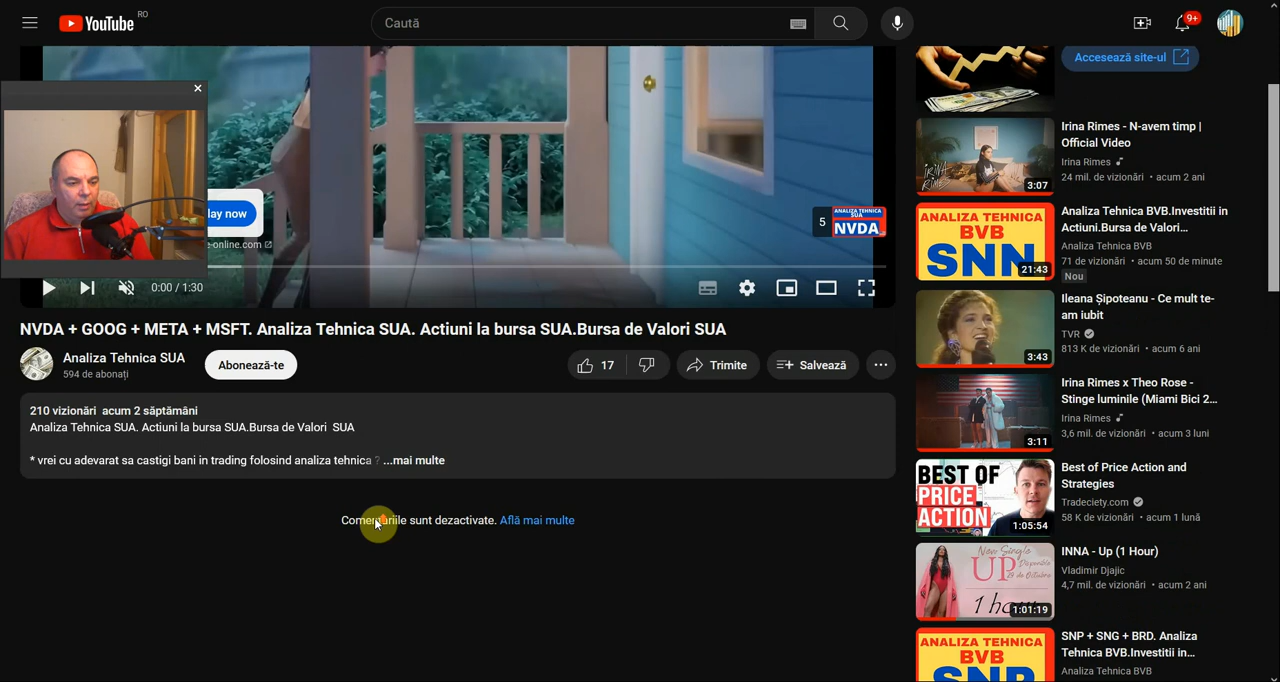 YouTube RO
Caută
9+
×
lay now
e-online.com
5
ANALIZA TEHNICA
SUA
NVDA
0:00 / 1:30
NVDA + GOOG + META + MSFT. Analiza Tehnica SUA. Actiuni la bursa SUA.Bursa de Valori SUA
Analiza Tehnica SUA
594 de abonați
Abonează-te
17
Trimite
Salvează
210 vizionări acum 2 săptămâni
Analiza Tehnica SUA. Actiuni la bursa SUA.Bursa de Valori SUA
* vrei cu adevarat sa castigi bani in trading folosind analiza tehnica ? ...mai multe
Comentariile sunt dezactivate. Află mai multe
Accesează site-ul
IRINA
RIMES
3:07
Irina Rimes - N-avem timp |
Official Video
Irina Rimes
24 mil. de vizionări • acum 2 ani
ANALIZA TEHNICA
BVB
SNN
21:43
Analiza Tehnica BVB.Investitii in
Actiuni.Bursa de Valori...
Analiza Tehnica BVB
71 de vizionări • acum 50 de minute
Nou
3:43
Ileana Șipoteanu - Ce mult te-
am iubit
TVR
813 K de vizionări • acum 6 ani
3:11
Irina Rimes x Theo Rose -
Stinge luminile (Miami Bici 2...
Irina Rimes
3,6 mil. de vizionări • acum 3 luni
BEST OF
PRICE
ACTION
1:05:54
Best of Price Action and
Strategies
Tradeciety.com
58 K de vizionări • acum 1 lună
New Single
UP
1 ho
1:01:19
INNA - Up (1 Hour)
Vladimir Djajic
4,7 mil. de vizionări • acum 2 ani
ANALIZA TEHNICA
BVB
SNP
SNP + SNG + BRD. Analiza
Tehnica BVB.Investitii in...
Analiza Tehnica BVB